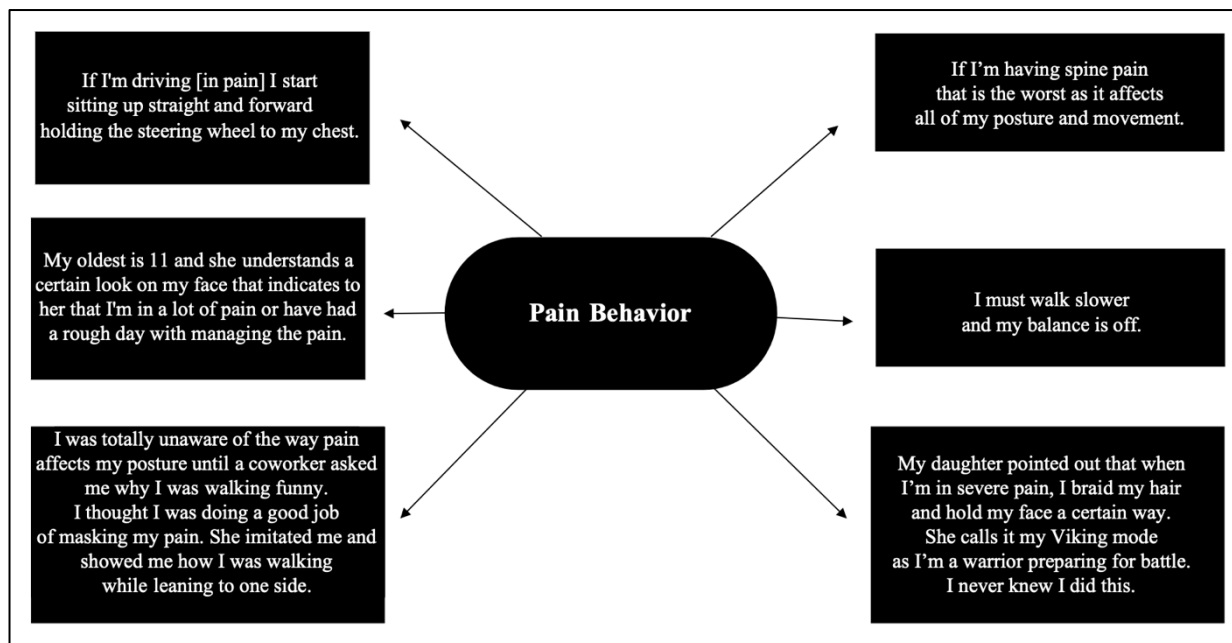 If I'm driving [in pain] I start
sitting up straight and forward
holding the steering wheel to my chest.
If I’m having spine pain
that is the worst as it affects
all of my posture and movement.
My oldest is 11 and she understands a
certain look on my face that indicates to
her that I'm in a lot of pain or have had
a rough day with managing the pain.
Pain Behavior
I must walk slower
and my balance is off.
I was totally unaware of the way pain
affects my posture until a coworker asked
me why I was walking funny.
I thought I was doing a good job
of masking my pain. She imitated me and
showed me how I was walking
while leaning to one side.
My daughter pointed out that when
I’m in severe pain, I braid my hair
and hold my face a certain way.
She calls it my Viking mode
as I’m a warrior preparing for battle.
I never knew I did this.